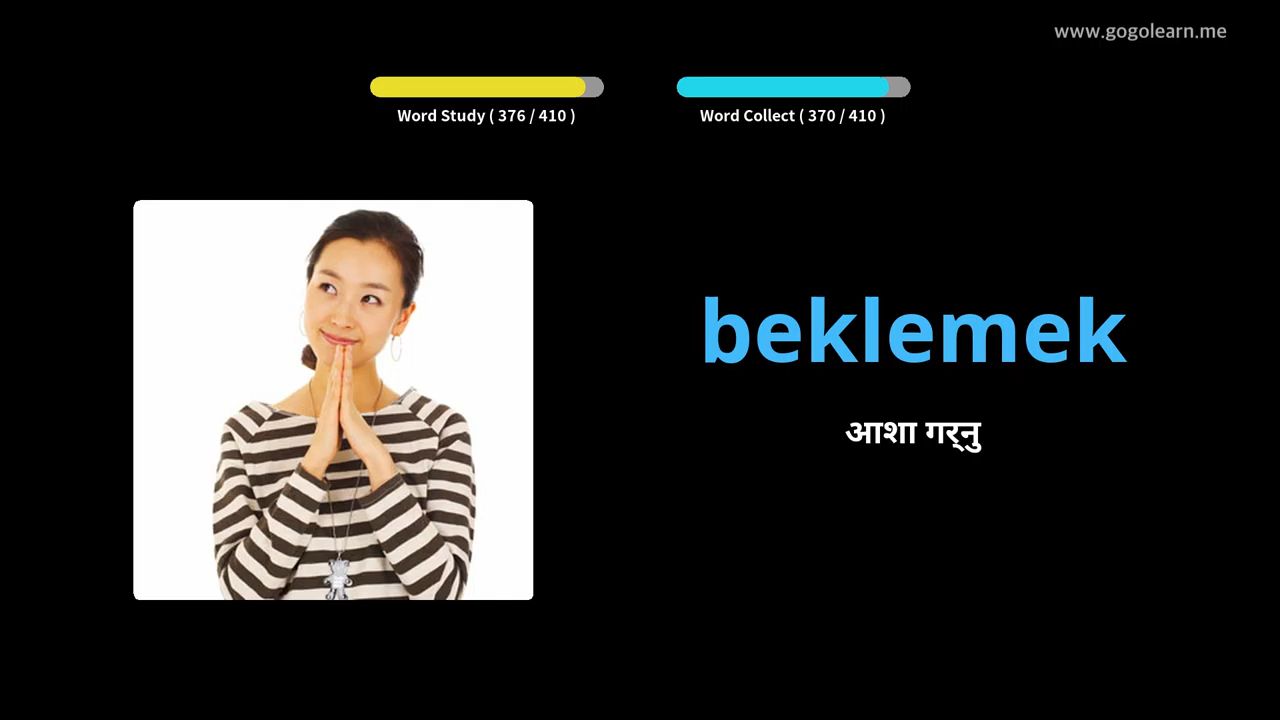 www.gogolearn.me
Word Study ( 376 / 410 )
Word Collect ( 370 / 410 )
beklemek
आशा गर्‍नु